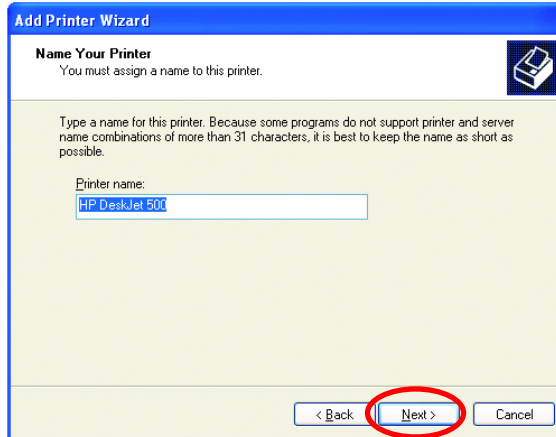 Add Printer Wizard
Name Your Printer
You must assign a name to this printer.
Type a name for this printer. Because some programs do not support printer and server
name combinations of more than 31 characters, it is best to keep the name as short as
possible.
Printer name:
HP DeskJet 500
< Back Next > Cancel